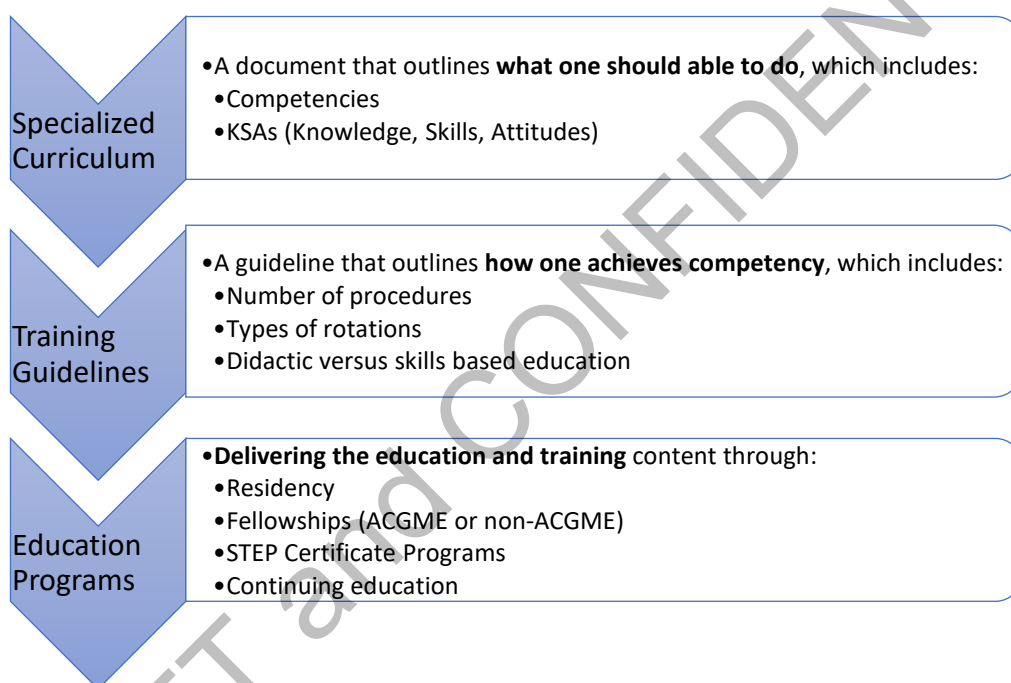 Specialized
Curriculum
•A document that outlines what one should able to do, which includes:
•Competencies
•KSAs (Knowledge, Skills, Attitudes)
Training
Guidelines
•A guideline that outlines how one achieves competency, which includes:
•Number of procedures
•Types of rotations
•Didactic versus skills based education
Education
Programs
•Delivering the education and training content through:
•Residency
•Fellowships (ACGME or non-ACGME)
•STEP Certificate Programs
•Continuing education
and